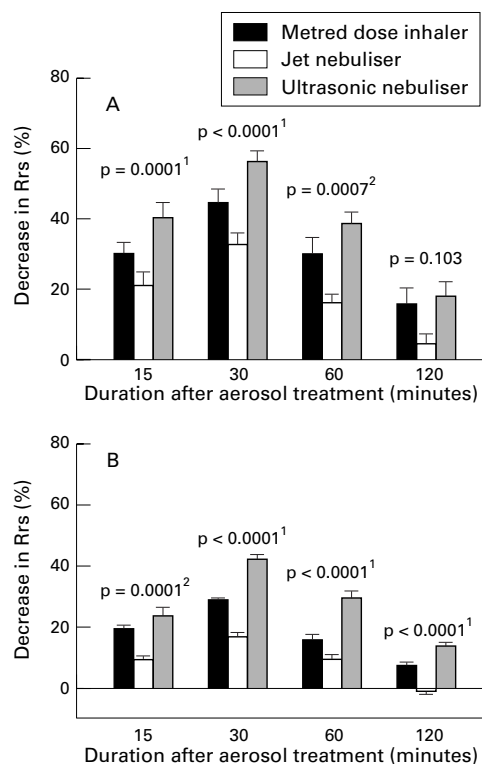 Metred dose inhaler
Jet nebuliser
Ultrasonic nebuliser
A
Decrease in Rrs (%)
80
60
40
20
0
p = 0.0001¹
p < 0.0001¹
p = 0.0007²
p = 0.103
15 30 60 120
Duration after aerosol treatment (minutes)
B
Decrease in Rrs (%)
80
60
40
20
0
p = 0.0001²
p < 0.0001¹
p < 0.0001¹
p < 0.0001¹
15 30 60 120
Duration after aerosol treatment (minutes)